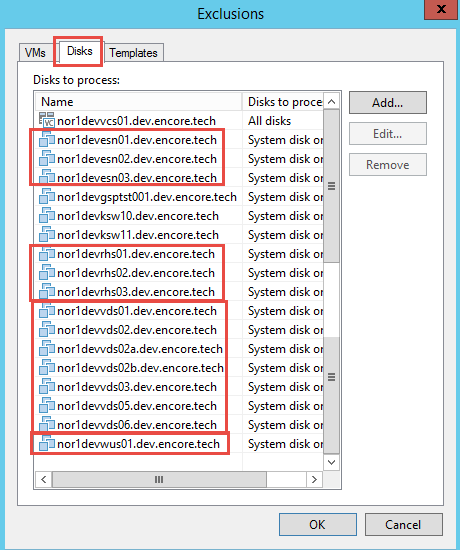 Exclusions
x
VMs Disks Templates
Disks to process:
Name Disks to proce
VC nor1devvcs01.dev.encore.tech All disks
nor1devesn01.dev.encore.tech System disk or
nor1devesn02.dev.encore.tech System disk or
nor1devesn03.dev.encore.tech System disk or
nor1devgsptst001.dev.encore.tech System disk or
nor1devksw10.dev.encore.tech System disk or
nor1devksw11.dev.encore.tech System disk or
nor1devrhs01.dev.encore.tech System disk or
nor1devrhs02.dev.encore.tech System disk or
nor1devrhs03.dev.encore.tech System disk or
nor1devvds01.dev.encore.tech System disk or
nor1devvds02.dev.encore.tech System disk or
nor1devvds02a.dev.encore.tech System disk or
nor1devvds02b.dev.encore.tech System disk or
nor1devvds03.dev.encore.tech System disk or
nor1devvds05.dev.encore.tech System disk or
nor1devvds06.dev.encore.tech System disk or
nor1devwus01.dev.encore.tech System disk or
Add...
Edit...
Remove
OK Cancel